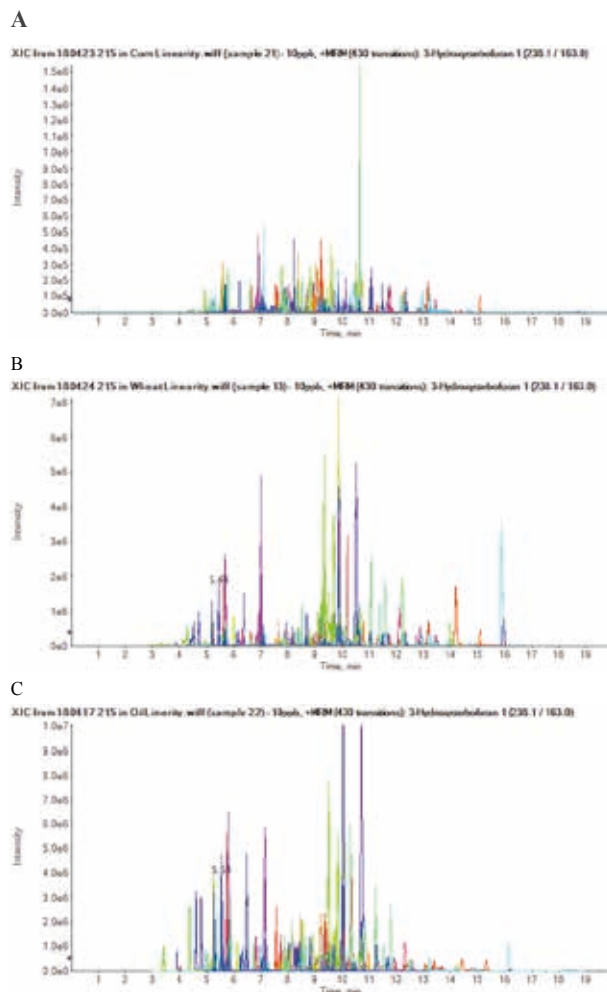 A
XIC from 180423 215 in Corn Linearity.wiff (sample 21) - 10ppb, +MRM (430 transitions): 3-Hydroxycarbofuran 1 (238.1 / 163.0)
Intensity
1.5e6
1.4e6
1.3e6
1.2e6
1.1e6
1.0e6
9.0e5
8.0e5
7.0e5
6.0e5
5.0e5
4.0e5
3.0e5
2.0e5
1.0e5
0.0e0
1 2 3 4 5 6 7 8 9 10 11 12 13 14 15 16 17 18 19
Time, min
B
XIC from 180424 215 in Wheat Linearity.wiff (sample 13) - 10ppb, +MRM (430 transitions): 3-Hydroxycarbofuran 1 (238.1 / 163.0)
Intensity
7e6
6e6
5e6
4e6
3e6
2e6
1e6
0e0
1 2 3 4 5 6 7 8 9 10 11 12 13 14 15 16 17 18 19
Time, min
C
XIC from 180417 215 in Oil Linerity.wiff (sample 22) - 10ppb, +MRM (430 transitions): 3-Hydroxycarbofuran 1 (238.1 / 163.0)
Intensity
1.0e7
9.0e6
8.0e6
7.0e6
6.0e6
5.0e6
4.0e6
3.0e6
2.0e6
1.0e6
0.0e0
1 2 3 4 5 6 7 8 9 10 11 12 13 14 15 16 17 18 19
Time, min